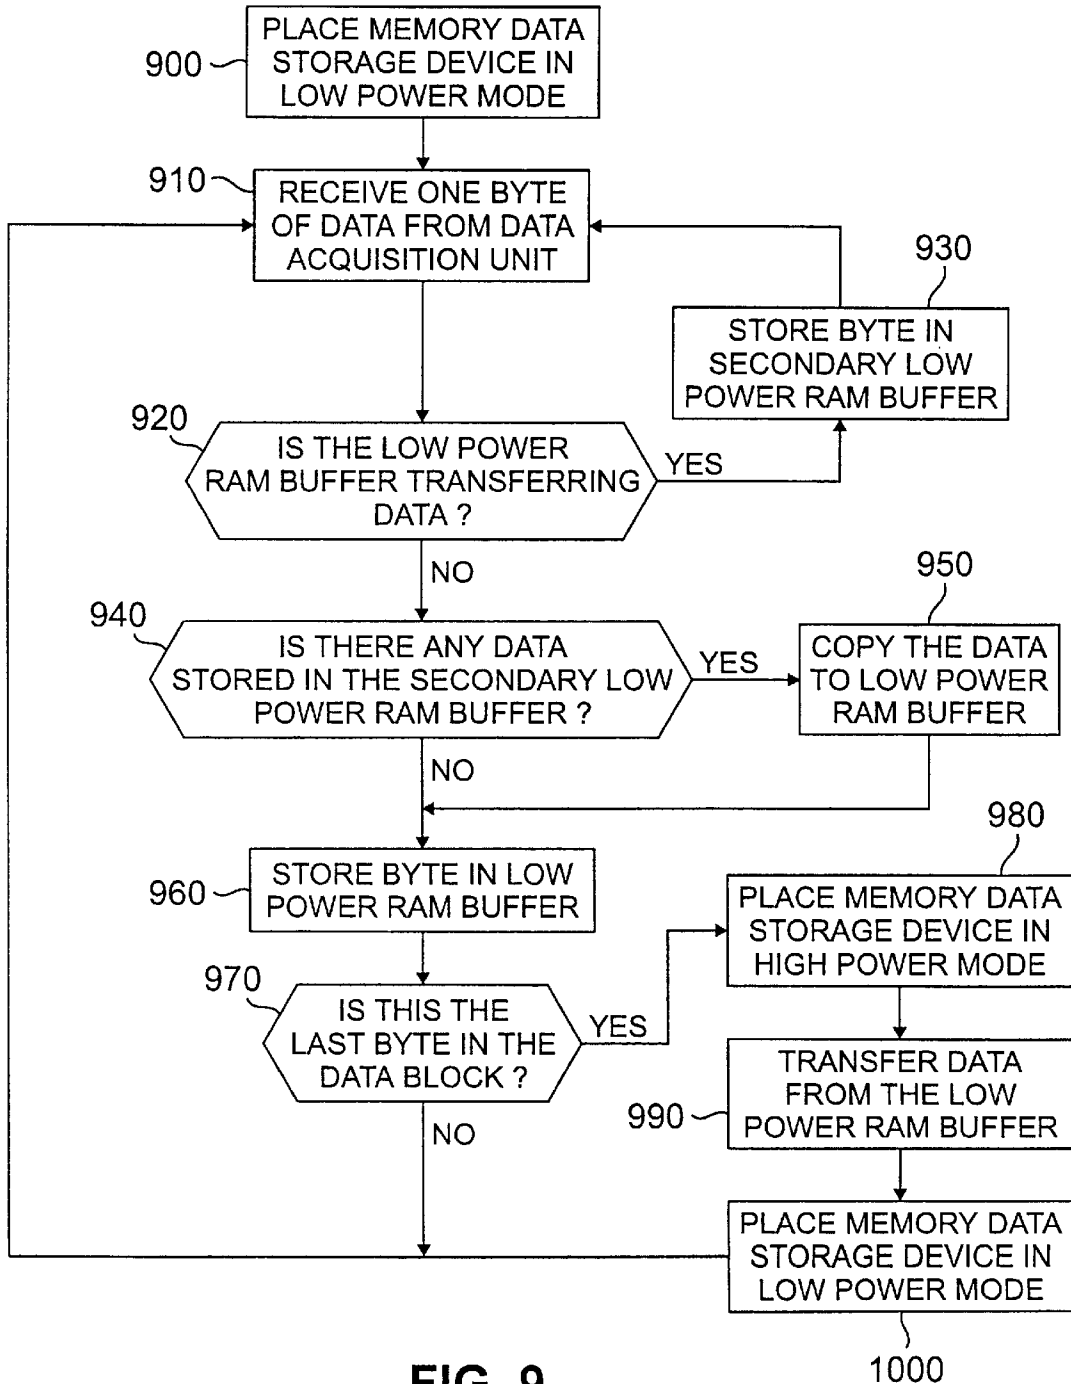 PLACE MEMORY DATA
STORAGE DEVICE IN
LOW POWER MODE
900
910
RECEIVE ONE BYTE
OF DATA FROM DATA
ACQUISITION UNIT
930
STORE BYTE IN
SECONDARY LOW
POWER RAM BUFFER
920
IS THE LOW POWER
RAM BUFFER TRANSFERRING
DATA ?
YES
NO
940
IS THERE ANY DATA
STORED IN THE SECONDARY LOW
POWER RAM BUFFER ?
YES
950
COPY THE DATA
TO LOW POWER
RAM BUFFER
NO
960
STORE BYTE IN LOW
POWER RAM BUFFER
980
PLACE MEMORY DATA
STORAGE DEVICE IN
HIGH POWER MODE
970
IS THIS THE
LAST BYTE IN THE
DATA BLOCK ?
YES
NO
990
TRANSFER DATA
FROM THE LOW
POWER RAM BUFFER
PLACE MEMORY DATA
STORAGE DEVICE IN
LOW POWER MODE
1000
FIG. 9